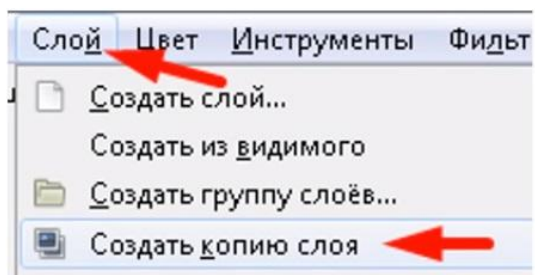 Слой Цвет Инструменты Фильт
Создать слой...
Создать из видимого
Создать группу слоёв...
Создать копию слоя